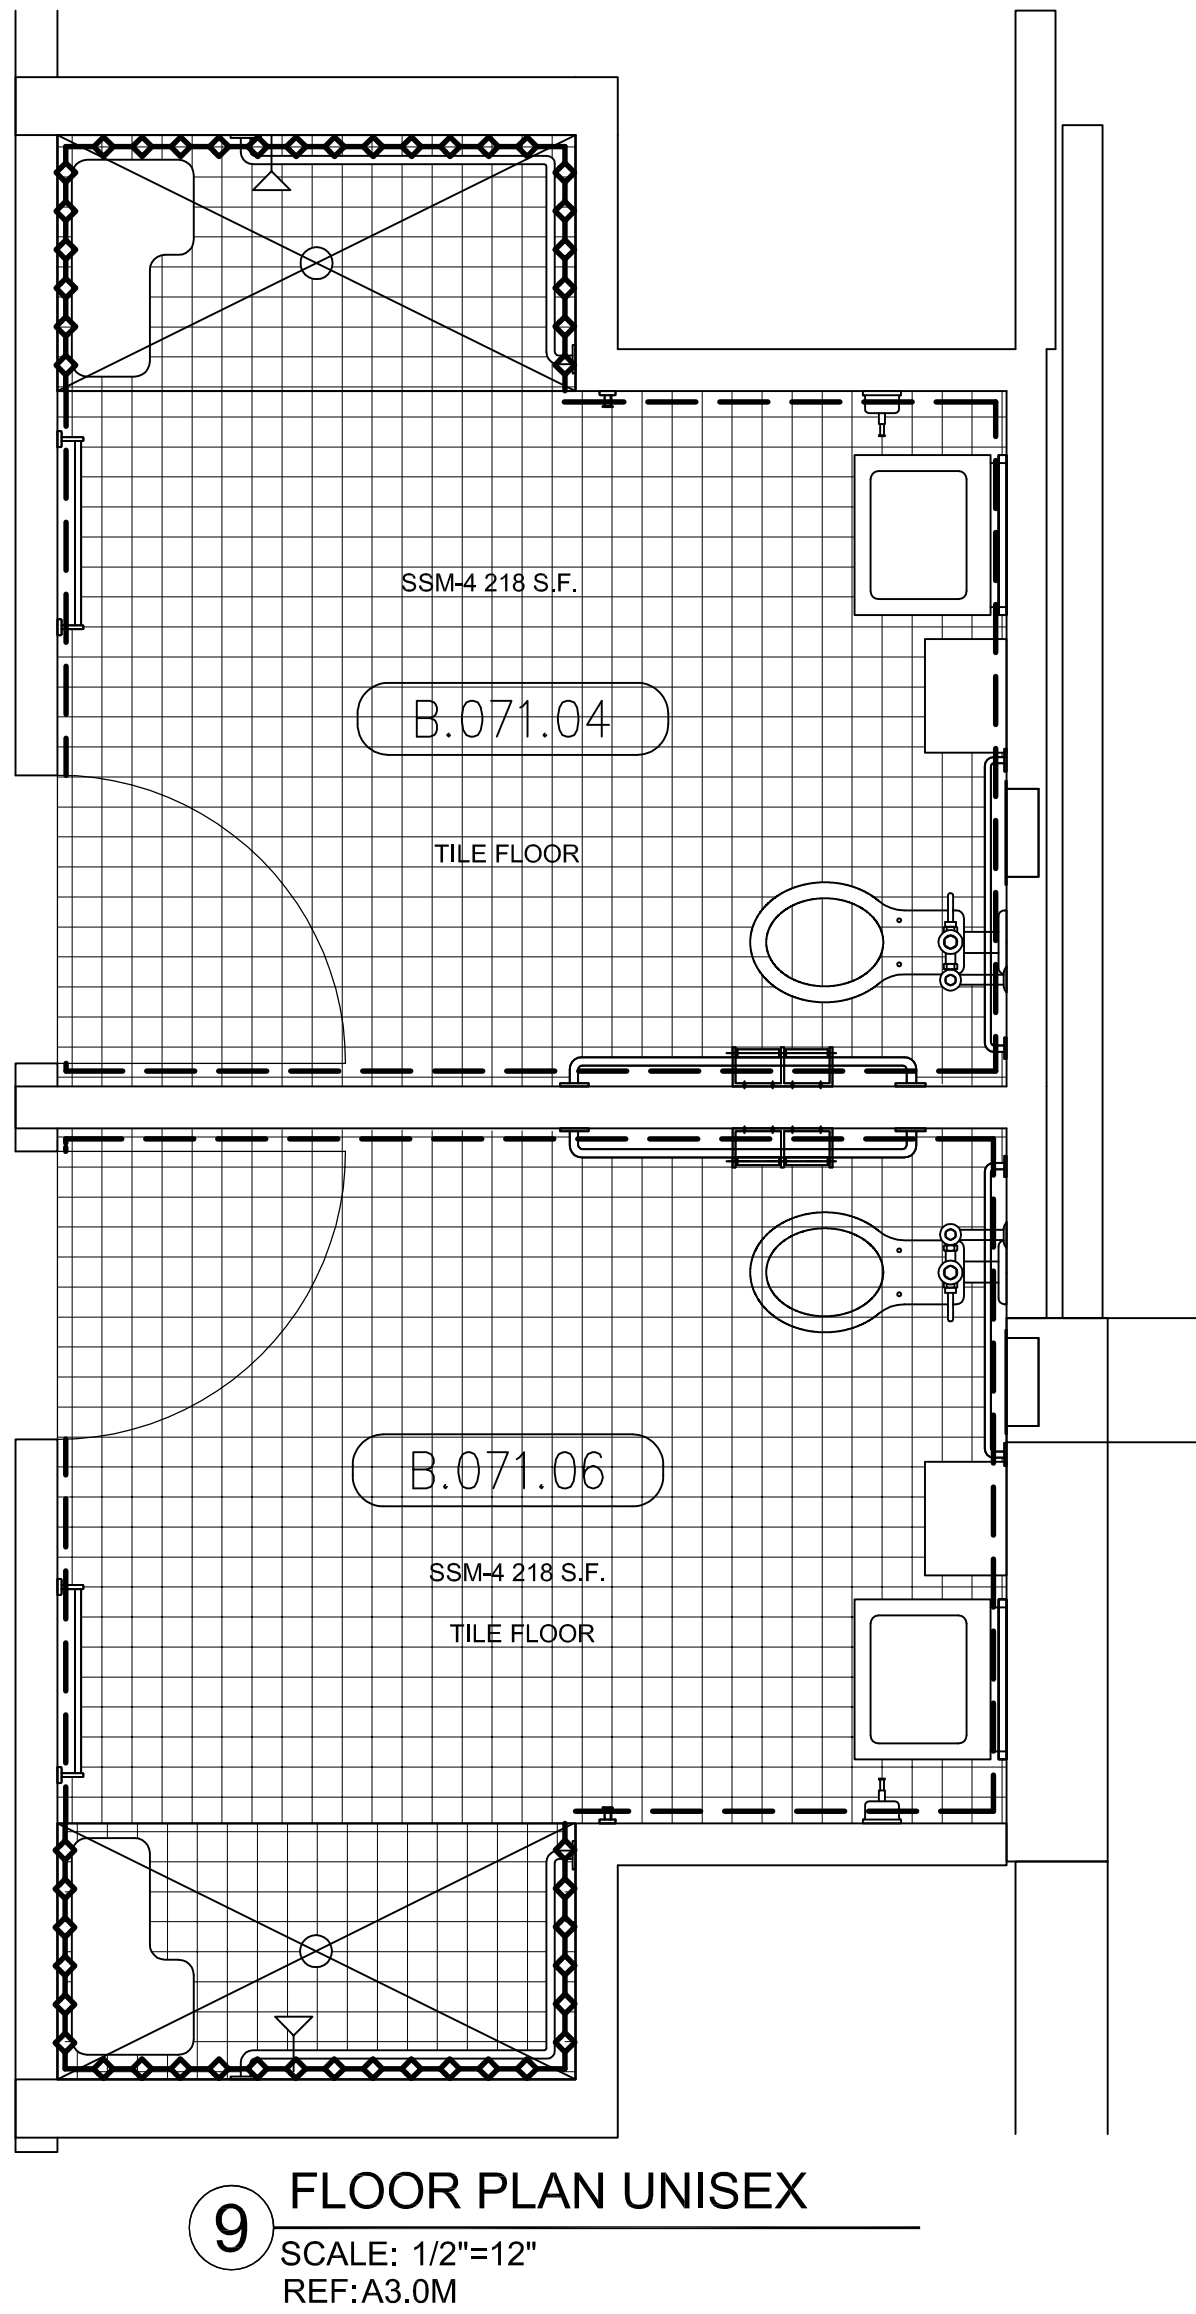 SSM-4 218 S.F.
B.071.04
TILE FLOOR
B.071.06
SSM-4 218 S.F.
TILE FLOOR
9
FLOOR PLAN UNISEX
SCALE: 1/2"=12"
REF:A3.0M